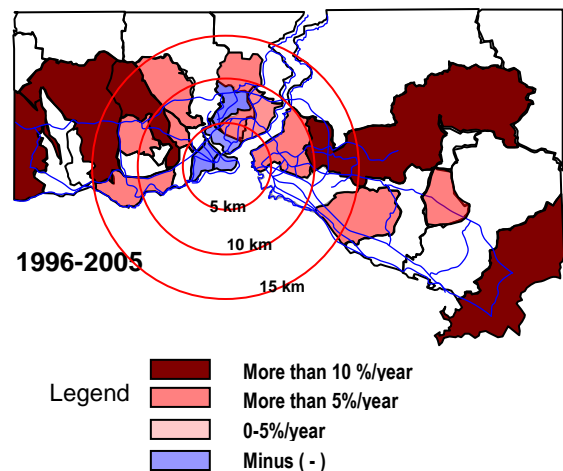 5 km
10 km
1996-2005
15 km
Legend
More than 10 %/year
More than 5%/year
0-5%/year
Minus ( - )